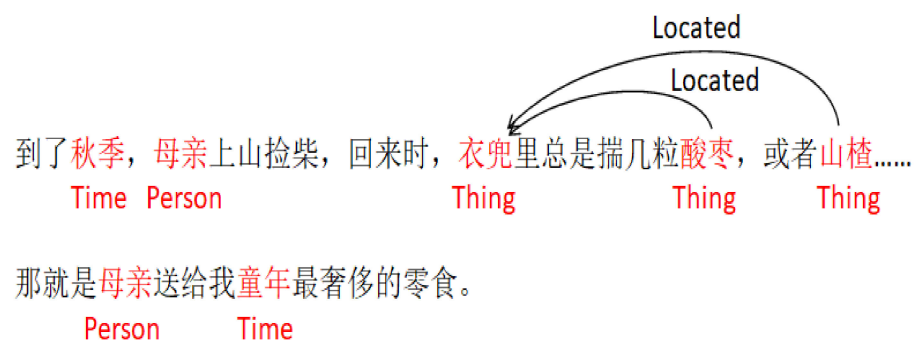 Located
Located
到了秋季，母亲上山捡柴，回来时，衣兜里总是揣几粒酸枣，或者山楂……
Time Person Thing Thing Thing
那就是母亲送给我童年最奢侈的零食。
Person Time